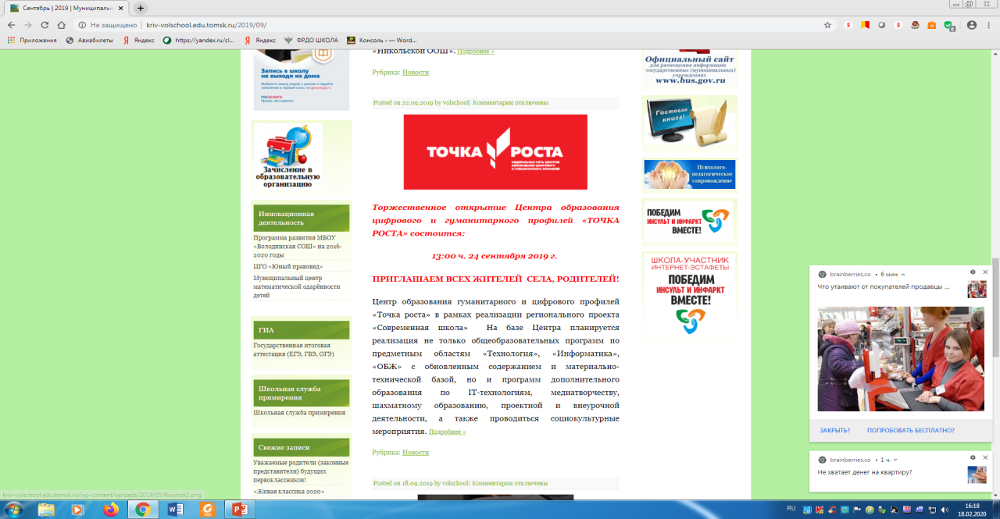 Сентябрь | 2019 | Муниципальн
Не защищено | kriv-volschool.edu.tomsk.ru/2019/09/
Приложения Авиабилеты Яндекс https://yandex.ru/cl... Яндекс ФРДО ШКОЛА Консоль ‹ — Word...
Запись в школу
не выходя из дома
госуслуги
Проще, чем кажется
Зачисление в
образовательную
организацию
Инновационная
деятельность
Программа развития МБОУ
«Володинская СОШ» на 2016-
2020 годы
ЦГО «Юный правовед»
Муниципальный центр
математической одарённости
детей
ГИА
Государственная итоговая
аттестация (ЕГЭ, ГВЭ, ОГЭ)
Школьная служба
примирения
Школьная служба примирения
Свежие записи
Уважаемые родители (законные
представители) будущих
первоклассников!
«Живая классика 2020»
«Никольской ООШ». Подробнее »
Рубрика: Новости
Posted on 22.09.2019 by volschool| Комментарии отключены
ТОЧКА РОСТА
ФЕДЕРАЛЬНАЯ СЕТЬ ЦЕНТРОВ
ОБРАЗОВАНИЯ ЦИФРОВОГО
И ГУМАНИТАРНОГО ПРОФИЛЕЙ
Торжественное открытие Центра образования
цифрового и гуманитарного профилей «ТОЧКА
РОСТА» состоится:
13:00 ч. 24 сентября 2019 г.
ПРИГЛАШАЕМ ВСЕХ ЖИТЕЛЕЙ СЕЛА, РОДИТЕЛЕЙ!
Центр образования гуманитарного и цифрового профилей
«Точка роста» в рамках реализации регионального проекта
«Современная школа» На базе Центра планируется
реализация не только общеобразовательных программ по
предметным областям «Технология», «Информатика»,
«ОБЖ» с обновленным содержанием и материально-
технической базой, но и программ дополнительного
образования по IT-технологиям, медиатворчеству,
шахматному образованию, проектной и внеурочной
деятельности, а также проводиться социокультурные
мероприятия. Подробнее »
Рубрика: Новости
Posted on 18.09.2019 by volschool| Комментарии отключены
Официальный сайт
для размещения информации
государственных (муниципальных)
учреждениях
www.bus.gov.ru
Гостевая
книга!
Психолого-
педагогическое
сопровождение
ПОБЕДИМ
ИНСУЛЬТ И ИНФАРКТ
ВМЕСТЕ!
ШКОЛА-УЧАСТНИК
ИНТЕРНЕТ-ЭСТАФЕТЫ
ПОБЕДИМ
ИНСУЛЬТ И ИНФАРКТ
ВМЕСТЕ!
brainberries.co • 6 мин.
Что утаивают от покупателей продавцы ...
ЗАКРЫТЬ? ПОПРОБОВАТЬ БЕСПЛАТНО?
brainberries.co • 1 ч.
Не хватает денег на квартиру?
kriv-volschool.edu.tomsk.ru/wp-content/uploads/2019/05/Risunok2.png
RU
16:18
18.02.2020